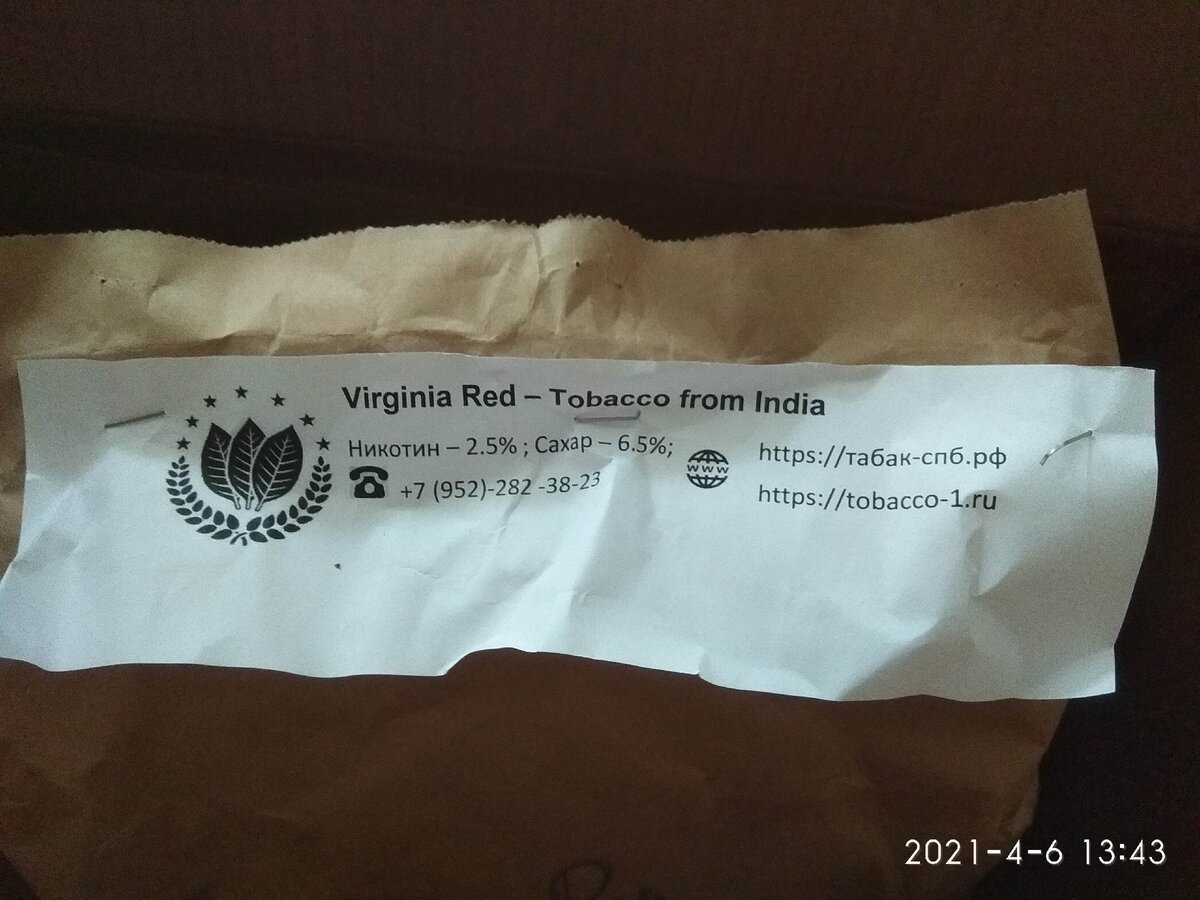 Virginia Red – Tobacco from India
Никотин – 2.5% ; Сахар – 6.5%;
+7 (952)-282 -38-23
www
https://табак-спб.рф
https://tobacco-1.ru
2021-4-6 13:43